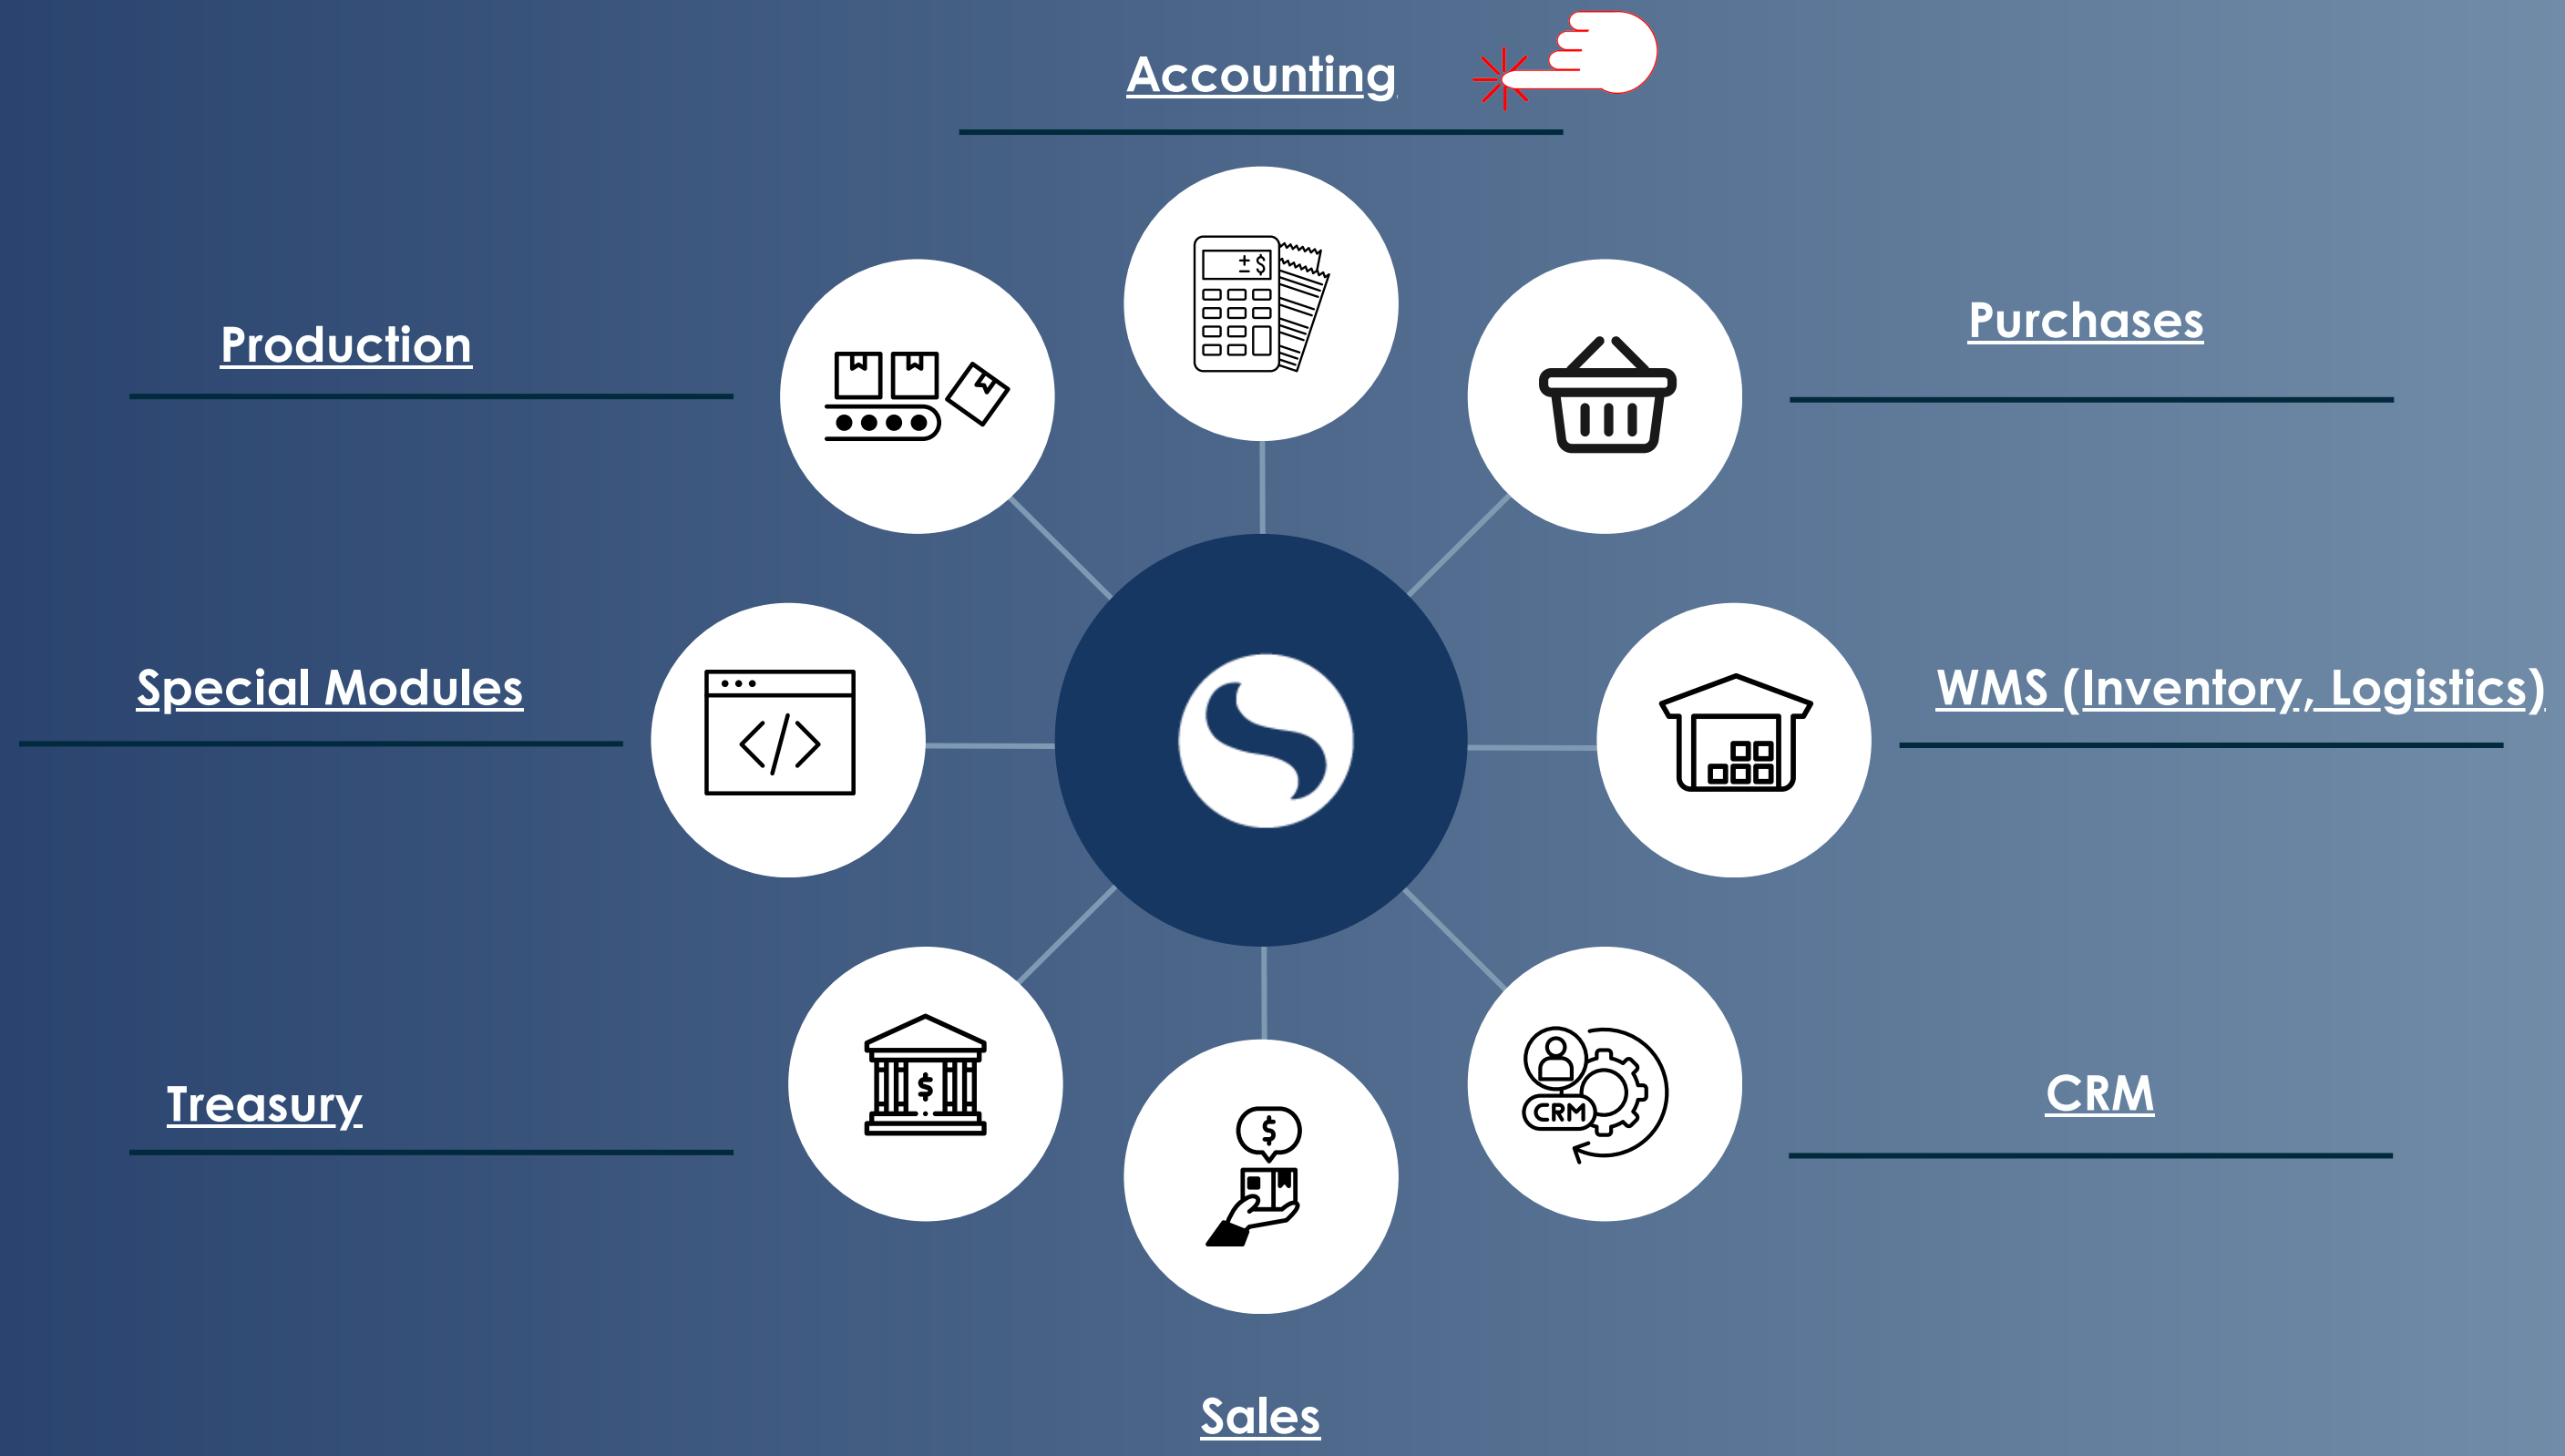 Accounting
± $
Production
Purchases
Special Modules
</>
WMS (Inventory, Logistics)
Treasury
$
CRM
CRM
$
Sales